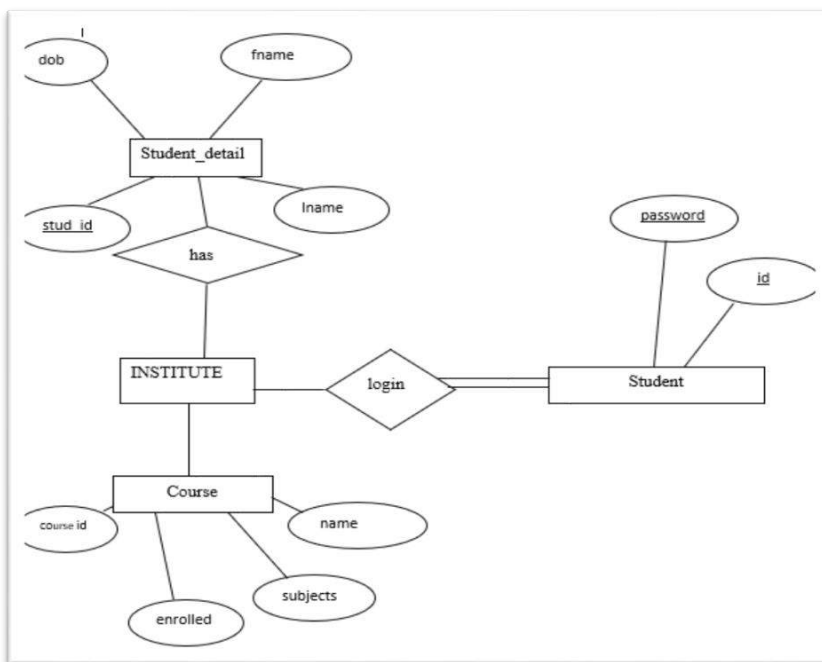 dob
fname
Student_detail
stud_id
lname
has
password
id
INSTITUTE
login
Student
Course
course id
name
enrolled
subjects